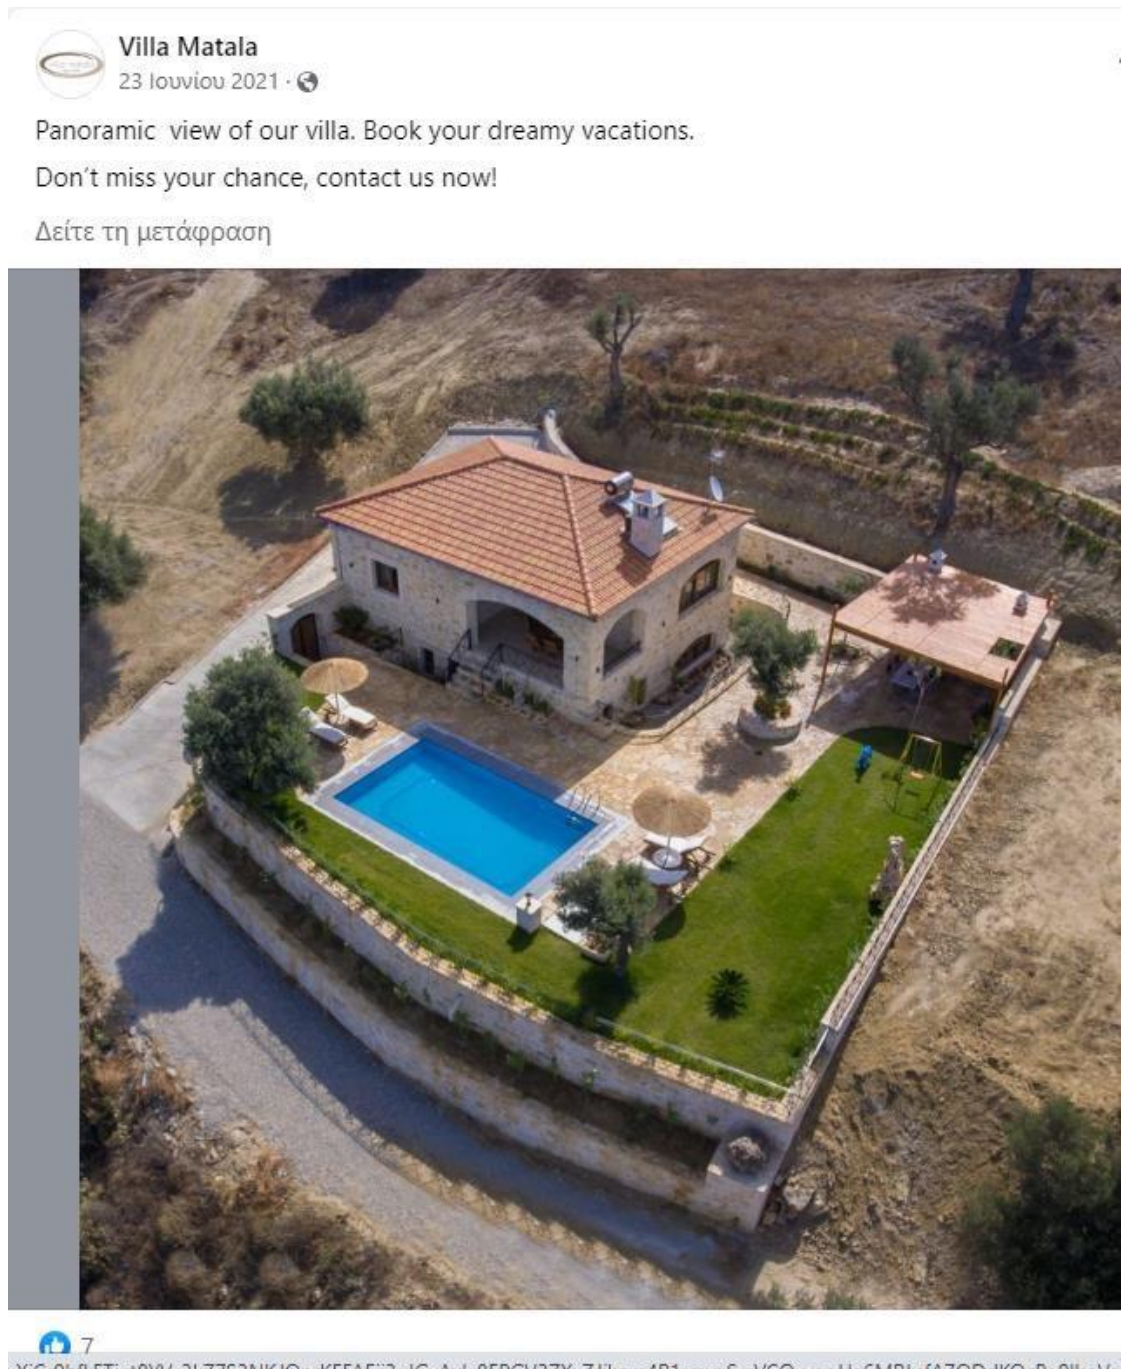 Villa Matala
23 Ιουνίου 2021 ·
Panoramic view of our villa. Book your dreamy vacations.
Don't miss your chance, contact us now!
Δείτε τη μετάφραση
7